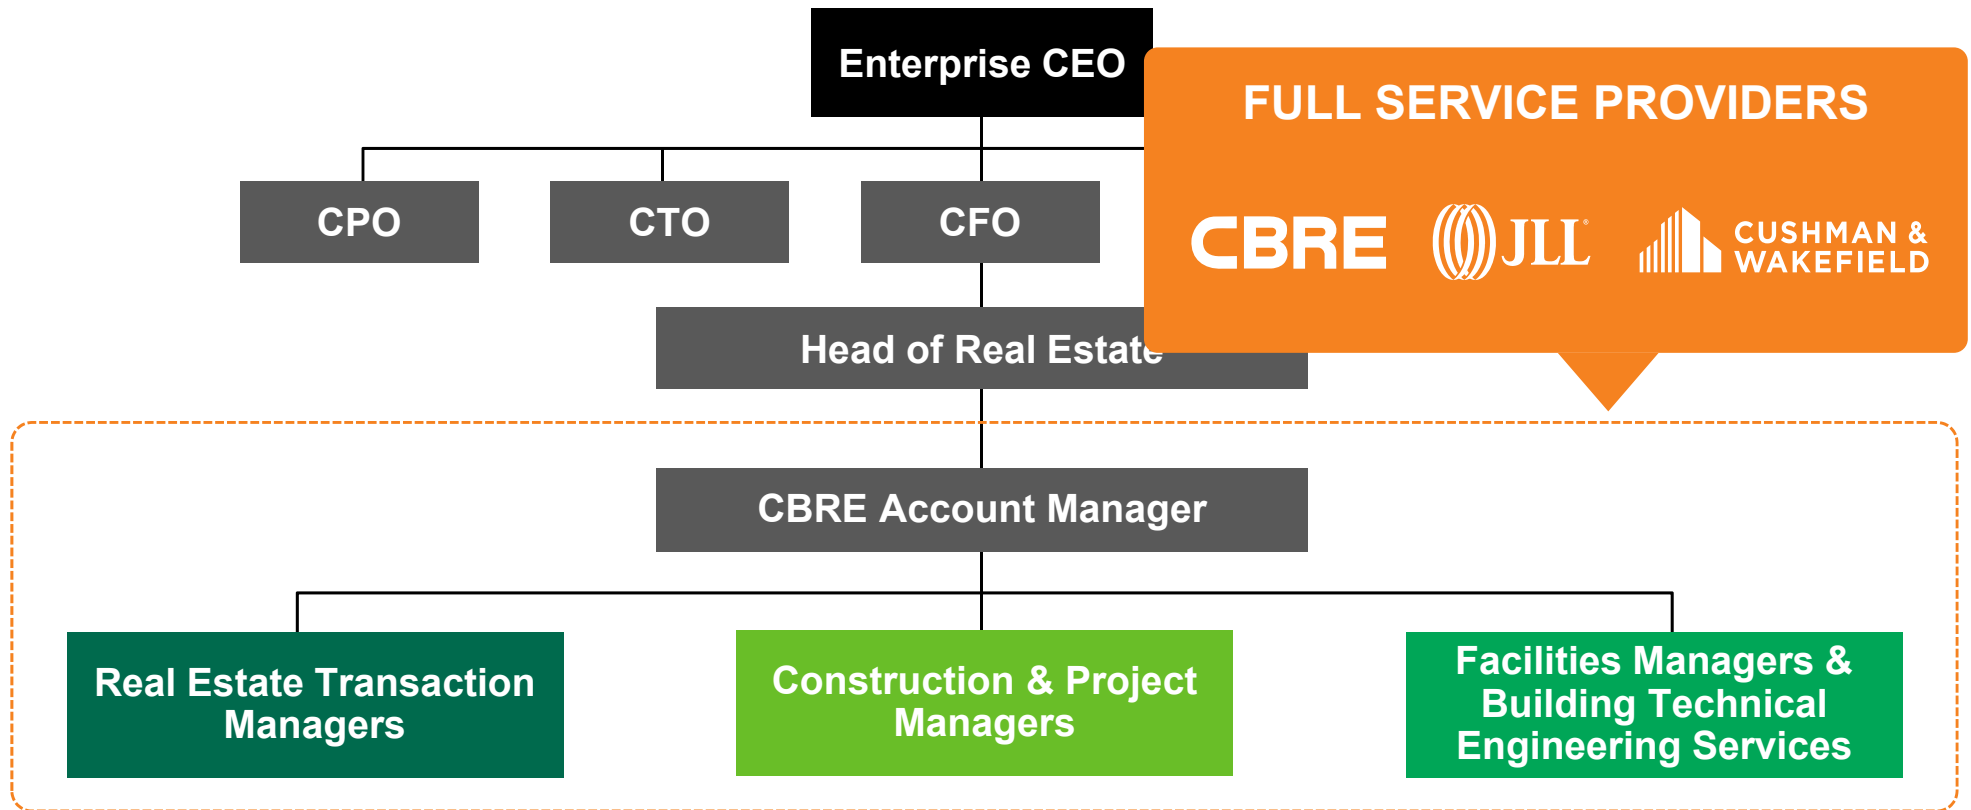 Enterprise CEO
FULL SERVICE PROVIDERS
CBRE
JLL®
CUSHMAN &
WAKEFIELD
CPO
CTO
CFO
Head of Real Estate
CBRE Account Manager
Real Estate Transaction
Managers
Construction & Project
Managers
Facilities Managers &
Building Technical
Engineering Services